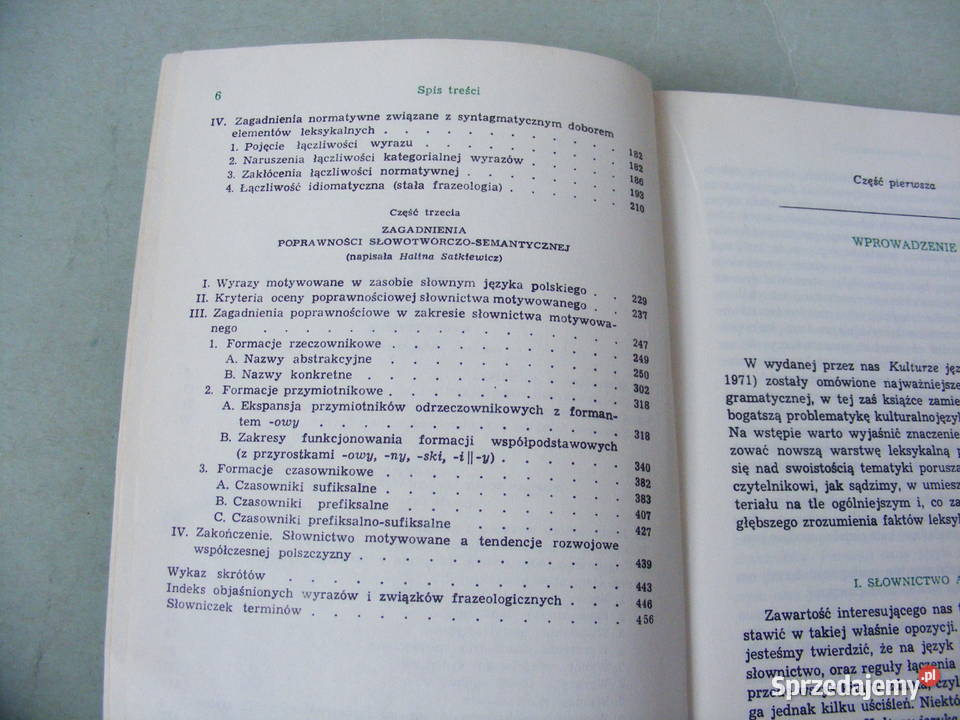 6 Spis treści
IV. Zagadnienia normatywne związane z syntagmatycznym doborem
elementów leksykalnych . . . . . . . . . . 182
1. Pojęcie łączliwości wyrazu . . . . . . . . . 182
2. Naruszenia łączliwości kategorialnej wyrazów . . . . . 186
3. Zakłócenia łączliwości normatywnej . . . . . . . 193
4. Łączliwość idiomatyczna (stała frazeologia) . . . . . . 210
Część trzecia
ZAGADNIENIA
POPRAWNOŚCI SŁOWOTWÓRCZO-SEMANTYCZNEJ
(napisała Halina Satkiewicz)
I. Wyrazy motywowane w zasobie słownym języka polskiego . . 229
II. Kryteria oceny poprawnościowej słownictwa motywowanego . . 237
III. Zagadnienia poprawnościowe w zakresie słownictwa motywowa-
nego . . . . . . . . . . . . . . 247
1. Formacje rzeczownikowe . . . . . . . . . . 249
A. Nazwy abstrakcyjne . . . . . . . . . . 250
B. Nazwy konkretne . . . . . . . . . . . 302
2. Formacje przymiotnikowe . . . . . . . . . . 318
A. Ekspansja przymiotników odrzeczownikowych z forman-
tem -owy . . . . . . . . . . . . . 318
B. Zakresy funkcjonowania formacji współpodstawowych
(z przyrostkami -owy, -ny, -ski, -i || -y) . . . . . . 340
3. Formacje czasownikowe . . . . . . . . . . 382
A. Czasowniki sufiksalne . . . . . . . . . . 383
B. Czasowniki prefiksalne . . . . . . . . . 407
C. Czasowniki prefiksalno-sufiksalne . . . . . . . 427
IV. Zakończenie. Słownictwo motywowane a tendencje rozwojowe
współczesnej polszczyzny . . . . . . . . . . 439
Wykaz skrótów . . . . . . . . . . . . . 443
Indeks objaśnionych wyrazów i związków frazeologicznych . . . 446
Słowniczek terminów . . . . . . . . . . . . 456
Część pierwsza
WPROWADZENIE
W wydanej przez nas Kulturze
1971) zostały omówione najważniejsze
gramatycznej, w tej zaś książce
bogatszą problematykę
Na wstępie warto wyjaśnić znaczenie
zować nowszą warstwę leksykalną
się nad swoistością tematyki
czytelnikowi, jak sądzimy, w
teriału na tle ogólniejszym i, co
głębszego zrozumienia faktów
I. SŁOWNICTWO A
Zawartość interesującego nas
stawić w takiej właśnie opozycji.
jesteśmy twierdzić, że na język
słownictwo, oraz reguły łączenia
ga jednak kilku uściśleń.
Sprzedajemy.pl